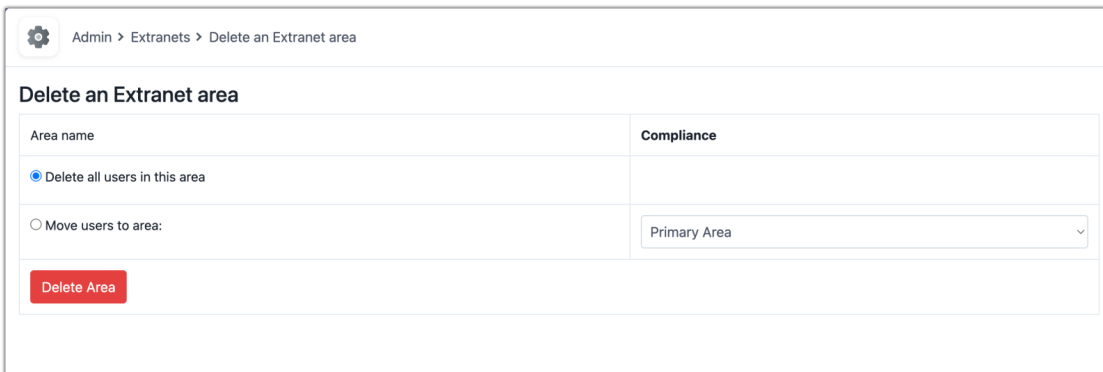 Admin > Extranets > Delete an Extranet area
Delete an Extranet area
Area name Compliance
Delete all users in this area
Move users to area: Primary Area
Delete Area